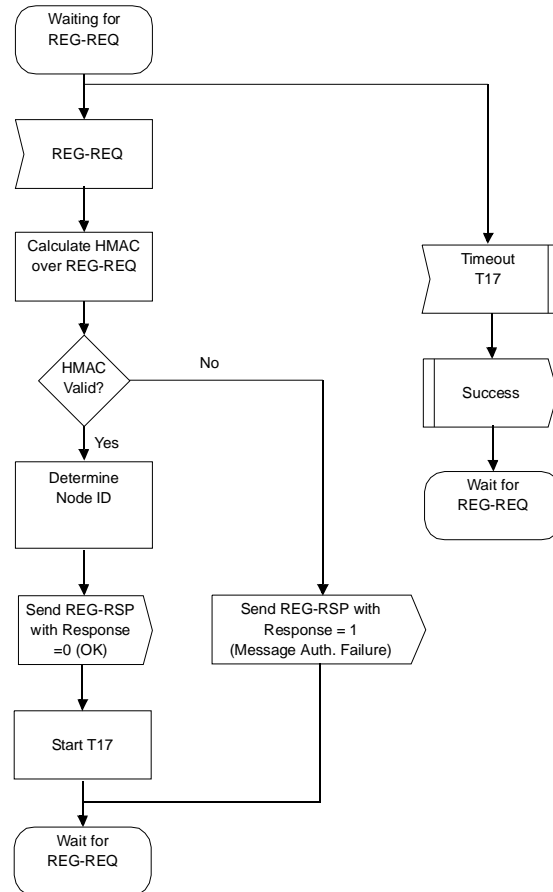 Waiting for
REG-REQ
REG-REQ
Calculate HMAC
over REG-REQ
HMAC
Valid?
No
Yes
Determine
Node ID
Send REG-RSP
with Response
=0 (OK)
Send REG-RSP with
Response = 1
(Message Auth. Failure)
Start T17
Wait for
REG-REQ
Timeout
T17
Success
Wait for
REG-REQ